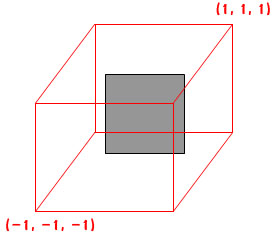 (1, 1, 1)
(-1, -1, -1)